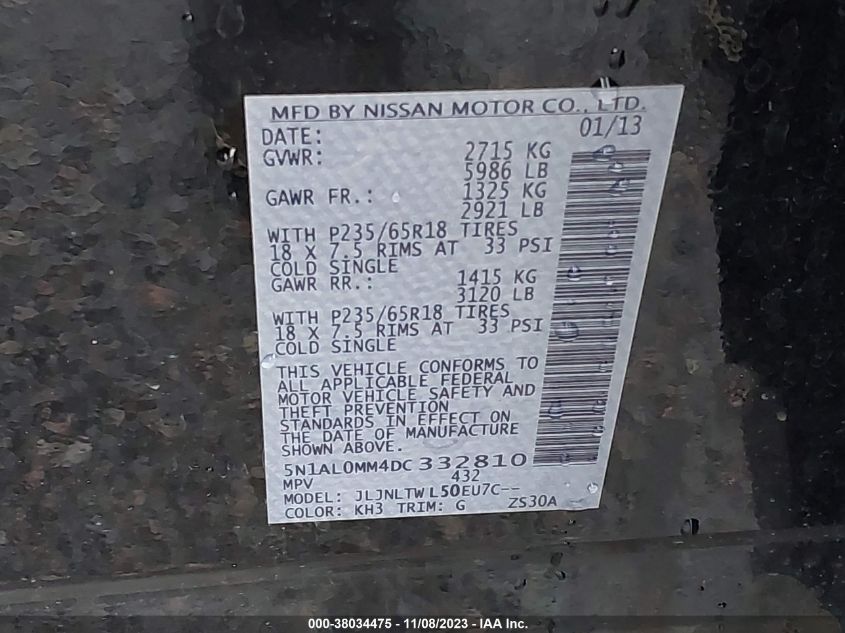 MFD BY NISSAN MOTOR CO., LTD.
DATE: 01/13
GVWR: 2715 KG
5986 LB
GAWR FR.: 1325 KG
2921 LB
WITH P235/65R18 TIRES
18 X 7.5 RIMS AT 33 PSI
COLD SINGLE
GAWR RR.: 1415 KG
3120 LB
WITH P235/65R18 TIRES
18 X 7.5 RIMS AT 33 PSI
COLD SINGLE
THIS VEHICLE CONFORMS TO
ALL APPLICABLE FEDERAL
MOTOR VEHICLE SAFETY AND
THEFT PREVENTION
STANDARDS IN EFFECT ON
THE DATE OF MANUFACTURE
SHOWN ABOVE.
5N1AL0MM4DC332810
MPV 432
MODEL: JLJNLTWL50EU7C--
COLOR: KH3 TRIM: G ZS30A
000-38034475 - 11/08/2023 - IAA Inc.